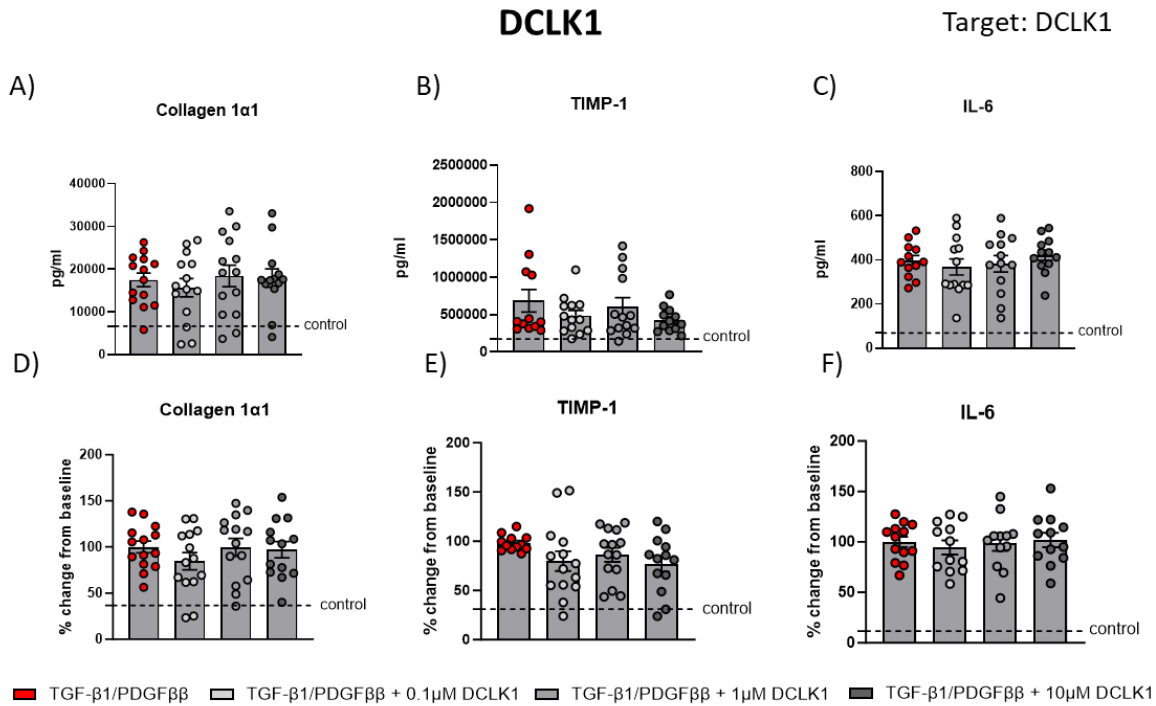 DCLK1
Target: DCLK1
A)
Collagen 1α1
pg/ml
40000
30000
20000
10000
0
control
B)
TIMP-1
pg/ml
2500000
2000000
1500000
1000000
500000
0
control
C)
IL-6
pg/ml
800
600
400
200
0
control
D)
Collagen 1α1
% change from baseline
200
150
100
50
0
control
E)
TIMP-1
% change from baseline
200
150
100
50
0
control
F)
IL-6
% change from baseline
200
150
100
50
0
control
TGF-β1/PDGFββ
TGF-β1/PDGFββ + 0.1µM DCLK1
TGF-β1/PDGFββ + 1µM DCLK1
TGF-β1/PDGFββ + 10µM DCLK1